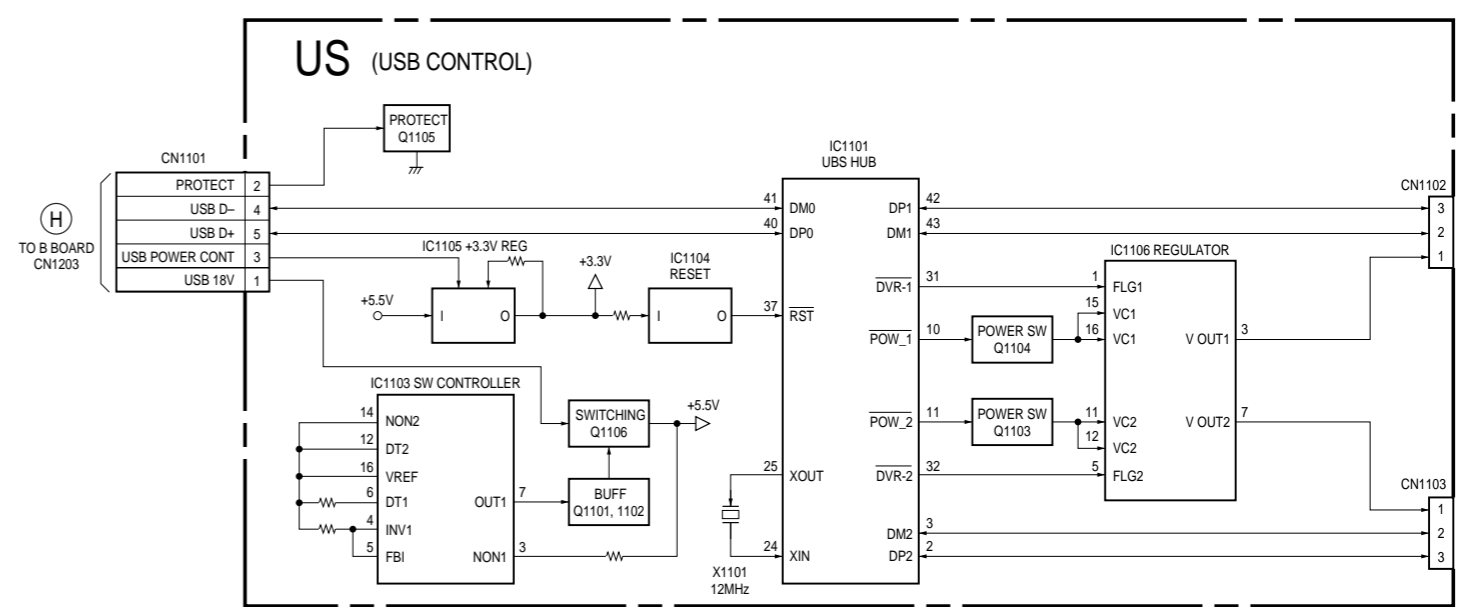 US (USB CONTROL)
PROTECT
Q1105
CN1101
PROTECT 2
USB D– 4
USB D+ 5
USB POWER CONT 3
USB 18V 1
H
TO B BOARD
CN1203
IC1105 +3.3V REG
+5.5V
I O
+3.3V
IC1104
RESET
I O
IC1103 SW CONTROLLER
14 NON2
12 DT2
16 VREF
6 DT1
4 INV1
5 FBI
OUT1 7
NON1 3
SWITCHING
Q1106
+5.5V
BUFF
Q1101, 1102
IC1101
UBS HUB
41 DM0
40 DP0
37 RST
25 XOUT
24 XIN
X1101
12MHz
DP1 42
DM1 43
DVR-1 31
POW_1 10
POW_2 11
DVR-2 32
DM2 3
DP2 2
POWER SW
Q1104
POWER SW
Q1103
IC1106 REGULATOR
1 FLG1
15 VC1
16 VC1
11 VC2
12 VC2
5 FLG2
V OUT1 3
V OUT2 7
CN1102
3
2
1
CN1103
1
2
3